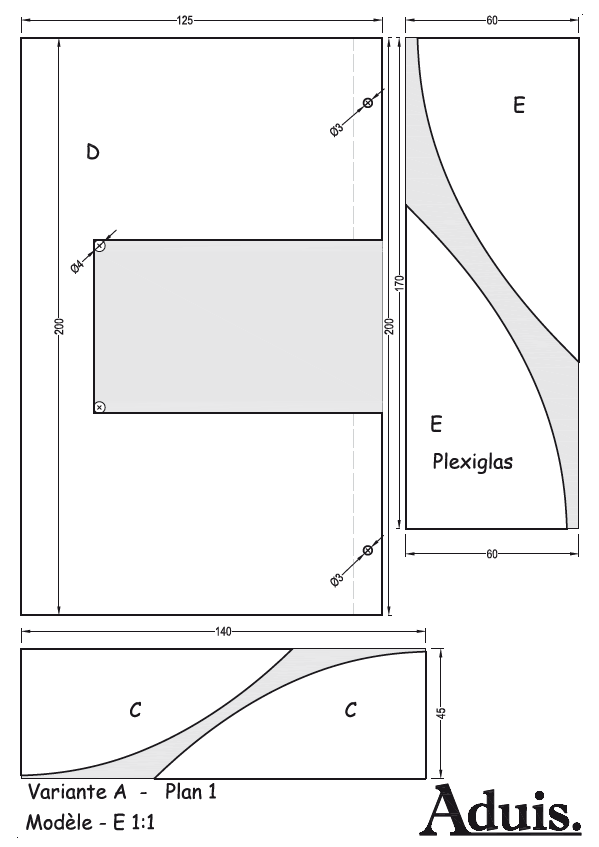 125
60
Ø3
E
D
Ø4
170
200
200
E
Plexiglas
Ø3
60
140
C
C
45
Variante A - Plan 1
Modèle - E 1:1
Aduis.